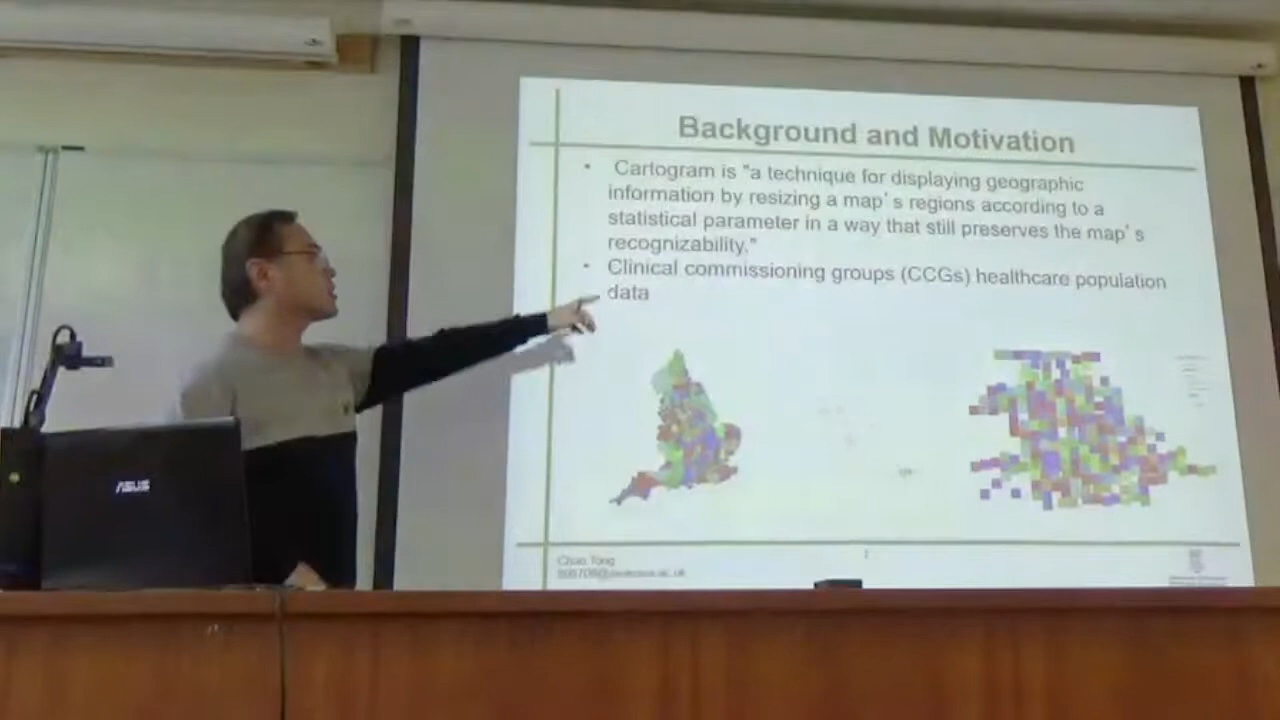 Background and Motivation
• Cartogram is "a technique for displaying geographic
information by resizing a map's regions according to a
statistical parameter in a way that still preserves the map's
recognizability."
• Clinical commissioning groups (CCGs) healthcare population
data
ASUS
Chao Tong